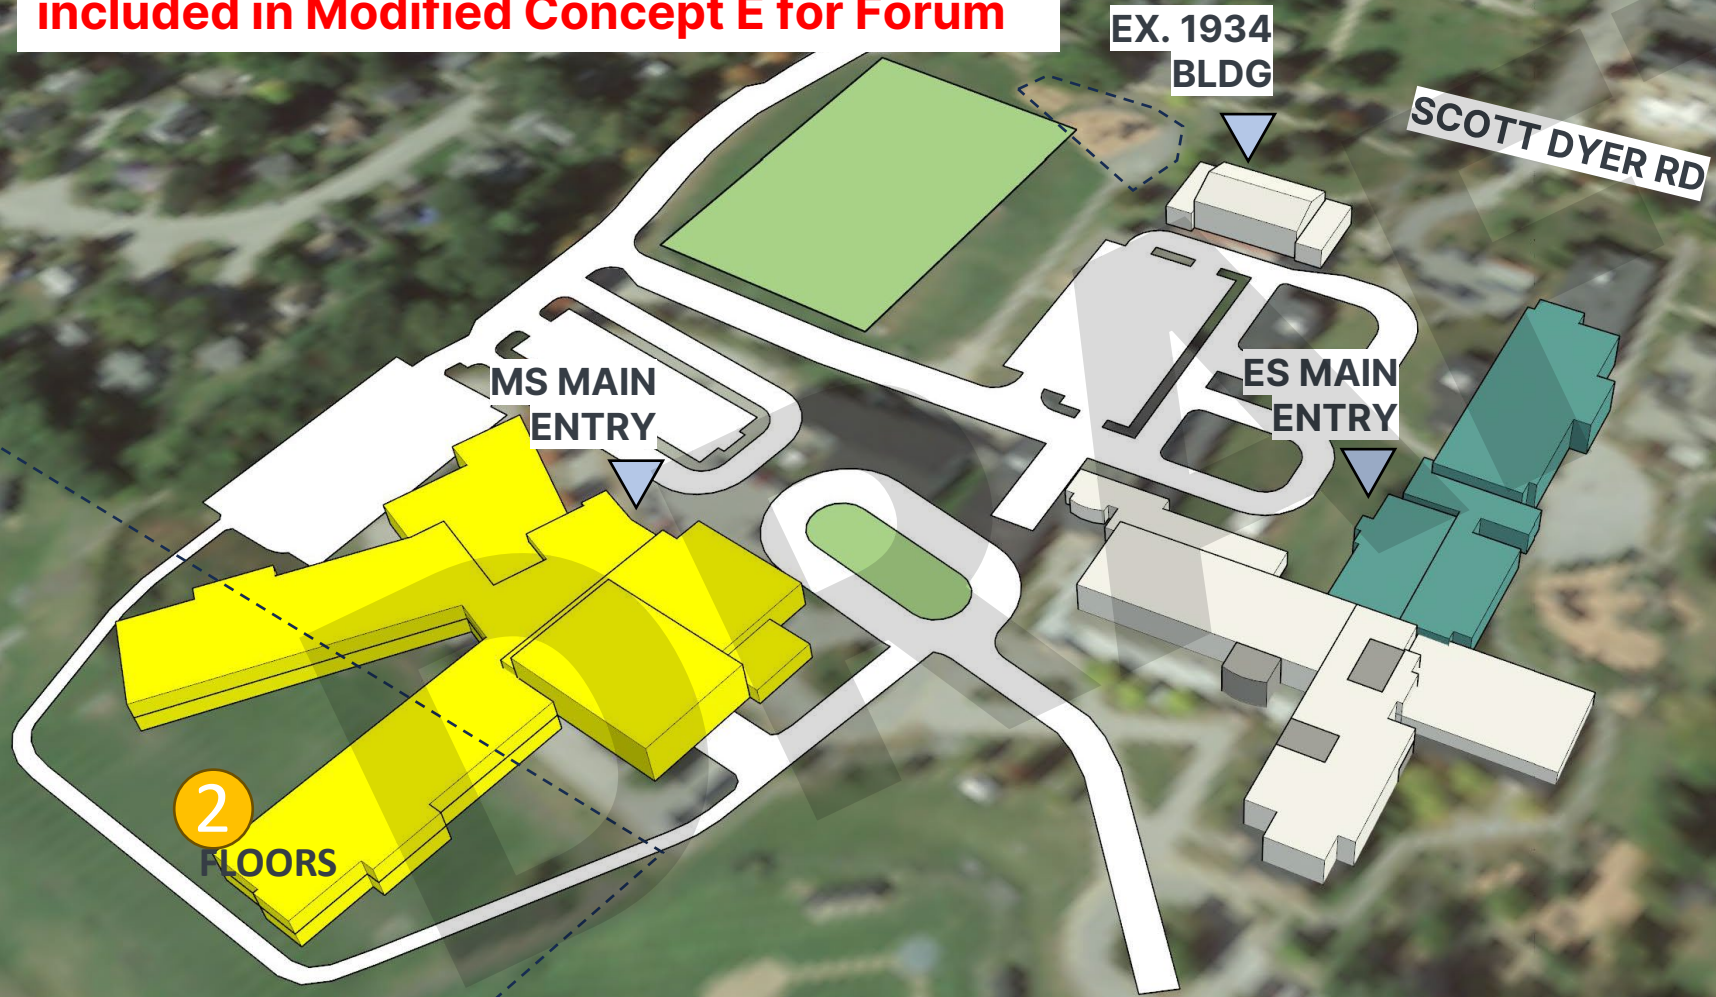 included in Modified Concept E for Forum
EX. 1934
BLDG
SCOTT DYER RD
MS MAIN
ENTRY
ES MAIN
ENTRY
2
FLOORS
DRAFT